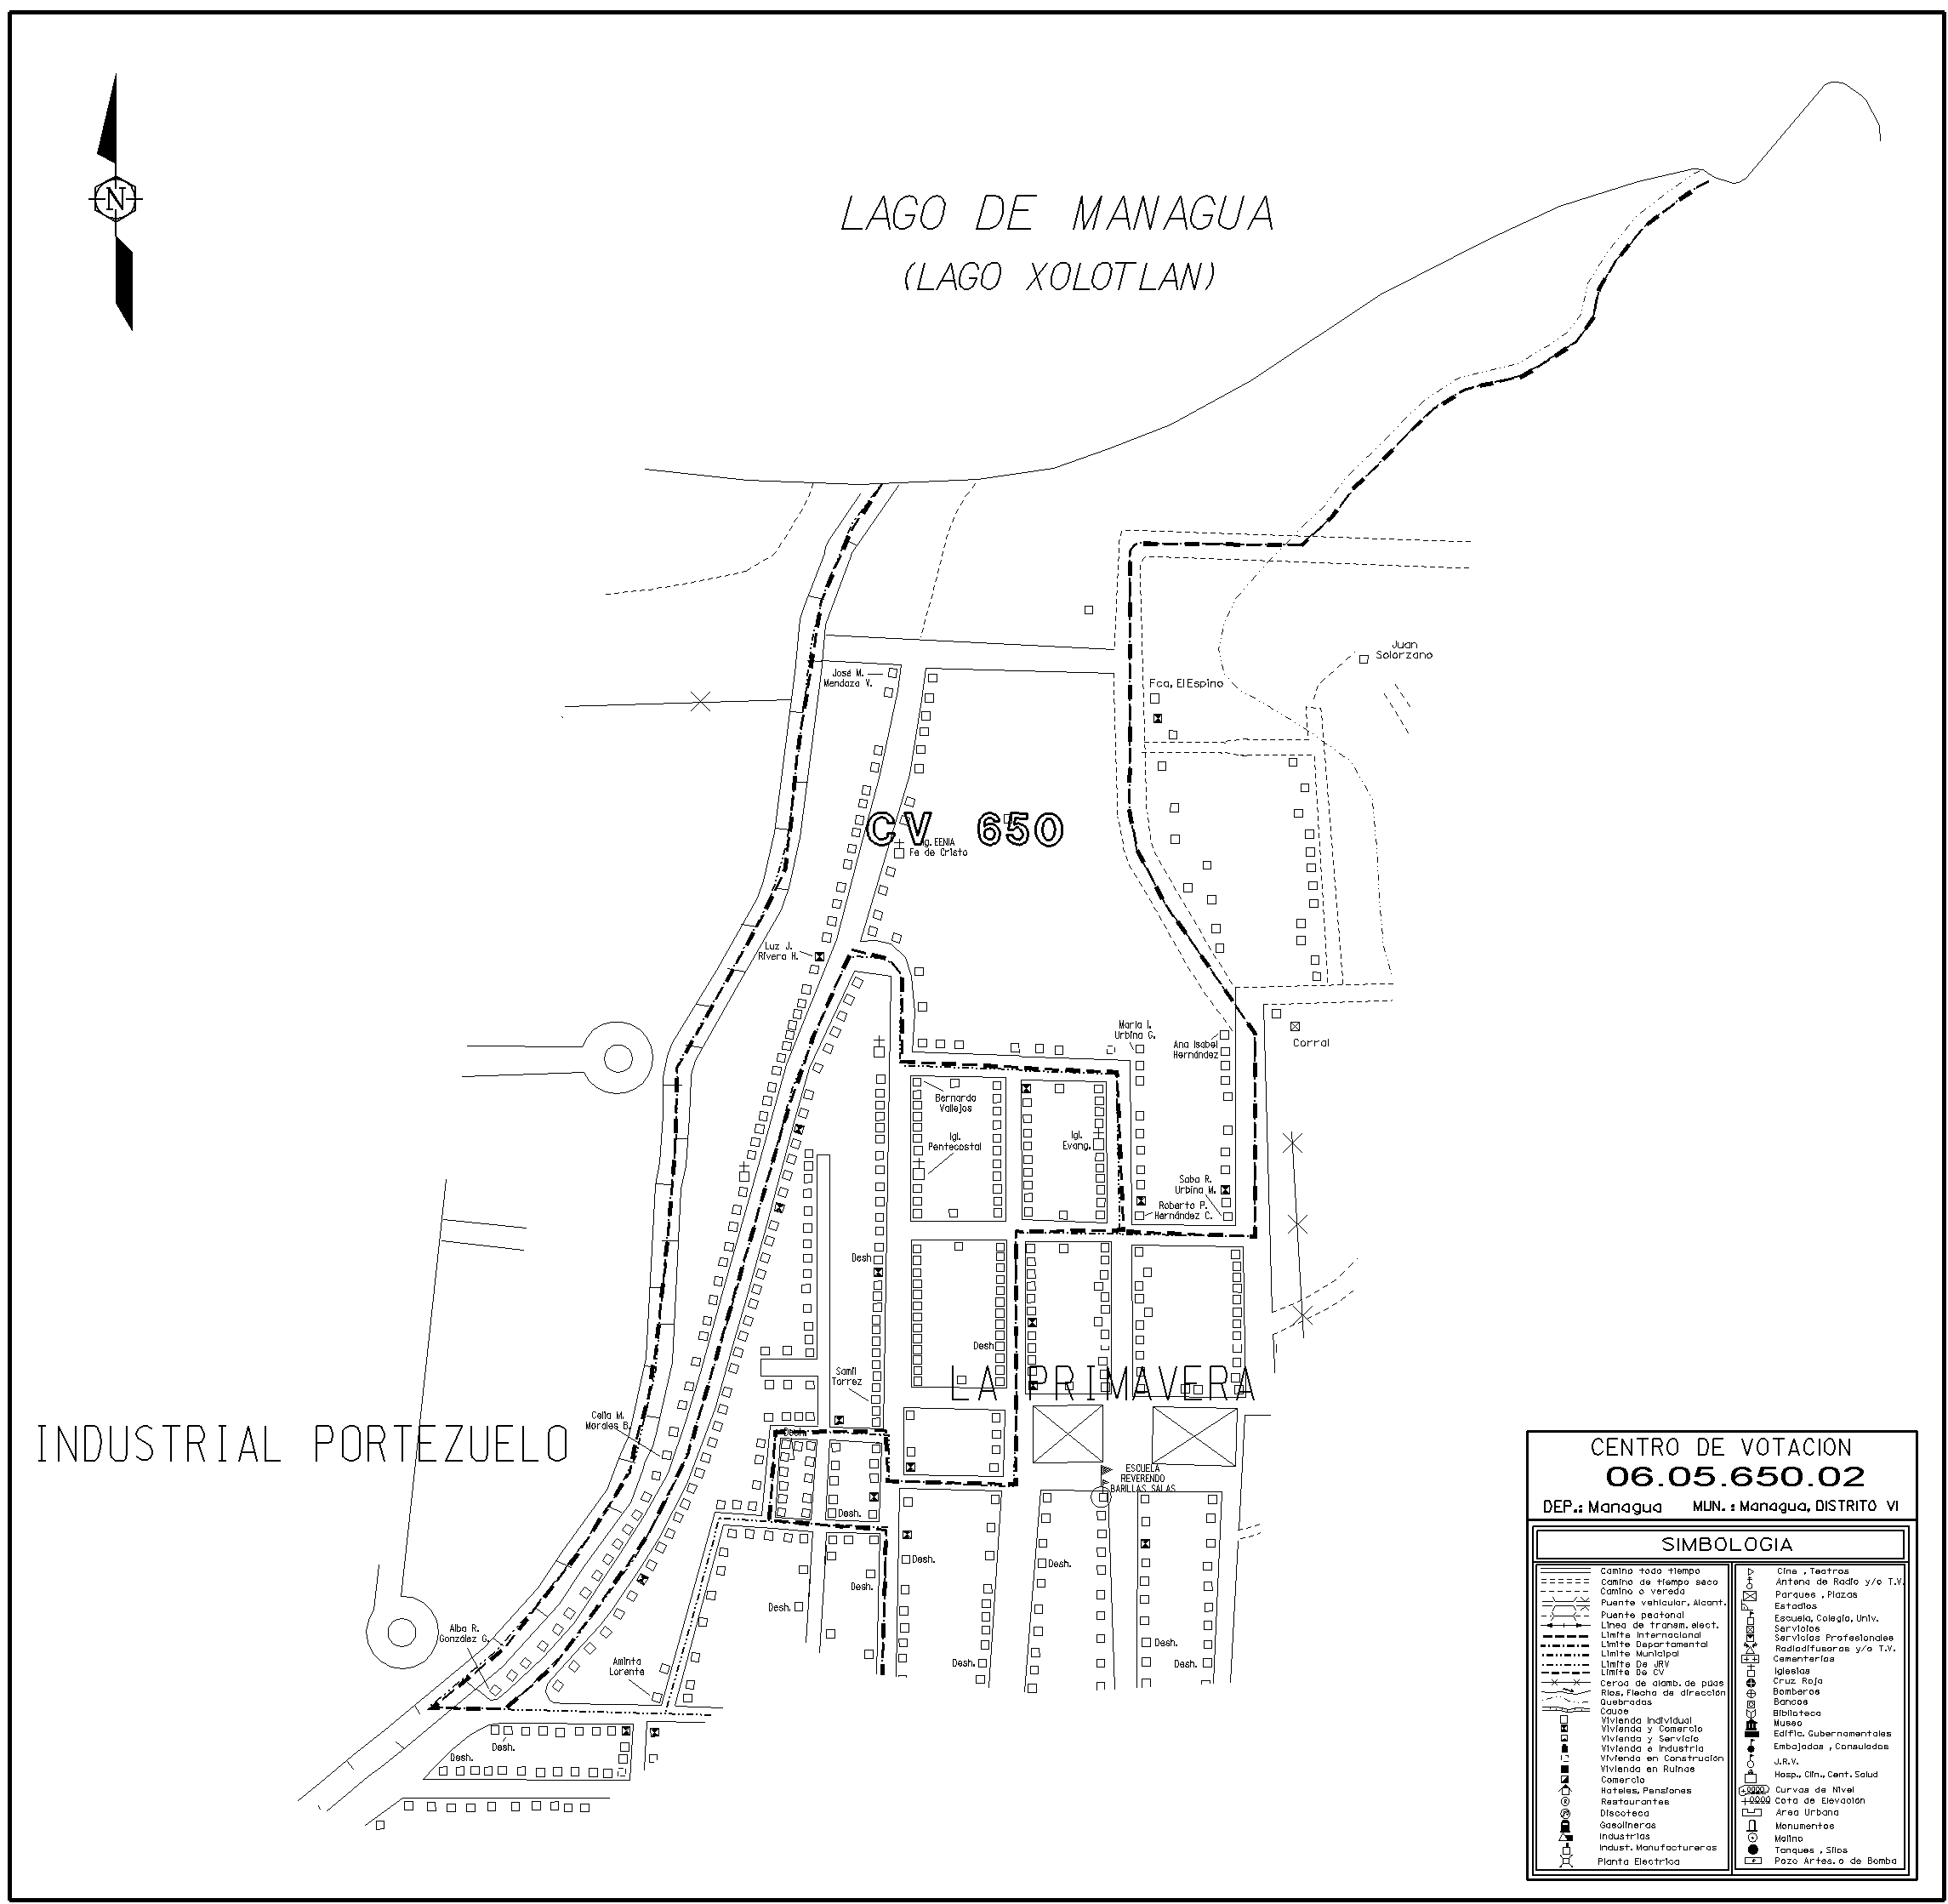 N
LAGO DE MANAGUA
(LAGO XOLOTLAN)
Juan
Solorzano
José M.
Mendoza V.
Fca, El Espino
CV 650
Ig. EENIA
Fe de Cristo
Luz J.
Rivera H.
Maria I.
Urbina G.
Ana Isabel
Hernández
Corral
Bernardo
Vallejos
Igl.
Pentecostal
Igl.
Evang.
Saba R.
Urbina M.
Roberto P.
Hernández C.
Desh
Desh
Samil
Torrez
LA PRIMAVERA
Celia M.
Morales B.
INDUSTRIAL PORTEZUELO
Desh.
ESCUELA
REVERENDO
BARILLAS SALAS
Desh.
Desh.
Desh.
Desh.
Desh.
Alba R.
González G.
Aminta
Lorente
Desh.
Desh.
Desh.
Desh.
Desh.
CENTRO DE VOTACION
06.05.650.02
DEP.: Managua MUN. : Managua, DISTRITO VI
SIMBOLOGIA
Camino todo tiempo
Camino de tiempo seco
Camino o vereda
Puente vehicular, Alcant.
Puente peatonal
Linea de transm. elect.
Limite Internacional
Limite Departamental
Limite Municipal
Limite De JRV
Limite De CV
Cerca de alamb. de púas
Rios, Flecha de dirección
Quebradas
Cauce
Vivienda Individual
Vivienda y Comercio
Vivienda y Servicio
Vivienda e Industria
Vivienda en Construcion
Vivienda en Ruinas
Comercio
Hoteles, Pensiones
Restaurantes
Discoteca
Gasolineras
Industrias
Indust. Manufactureras
Planta Electrica
Cine , Teatros
Antena de Radio y/o T.V.
Parques , Plazas
Estadios
Escuela, Colegio, Univ.
Servicios
Servicios Profesionales
Radiodifusoras y/o T.V.
Cementerios
Iglesias
Cruz Roja
Bomberos
Bancos
Biblioteca
Museo
Edific. Gubernamentales
Embajadas , Consulados
J.R.V.
Hosp., Clin., Cent. Salud
Curvas de Nivel
Cota de Elevación
Area Urbana
Monumentos
Molino
Tanques , Silos
Pozo Artes. o de Bomba